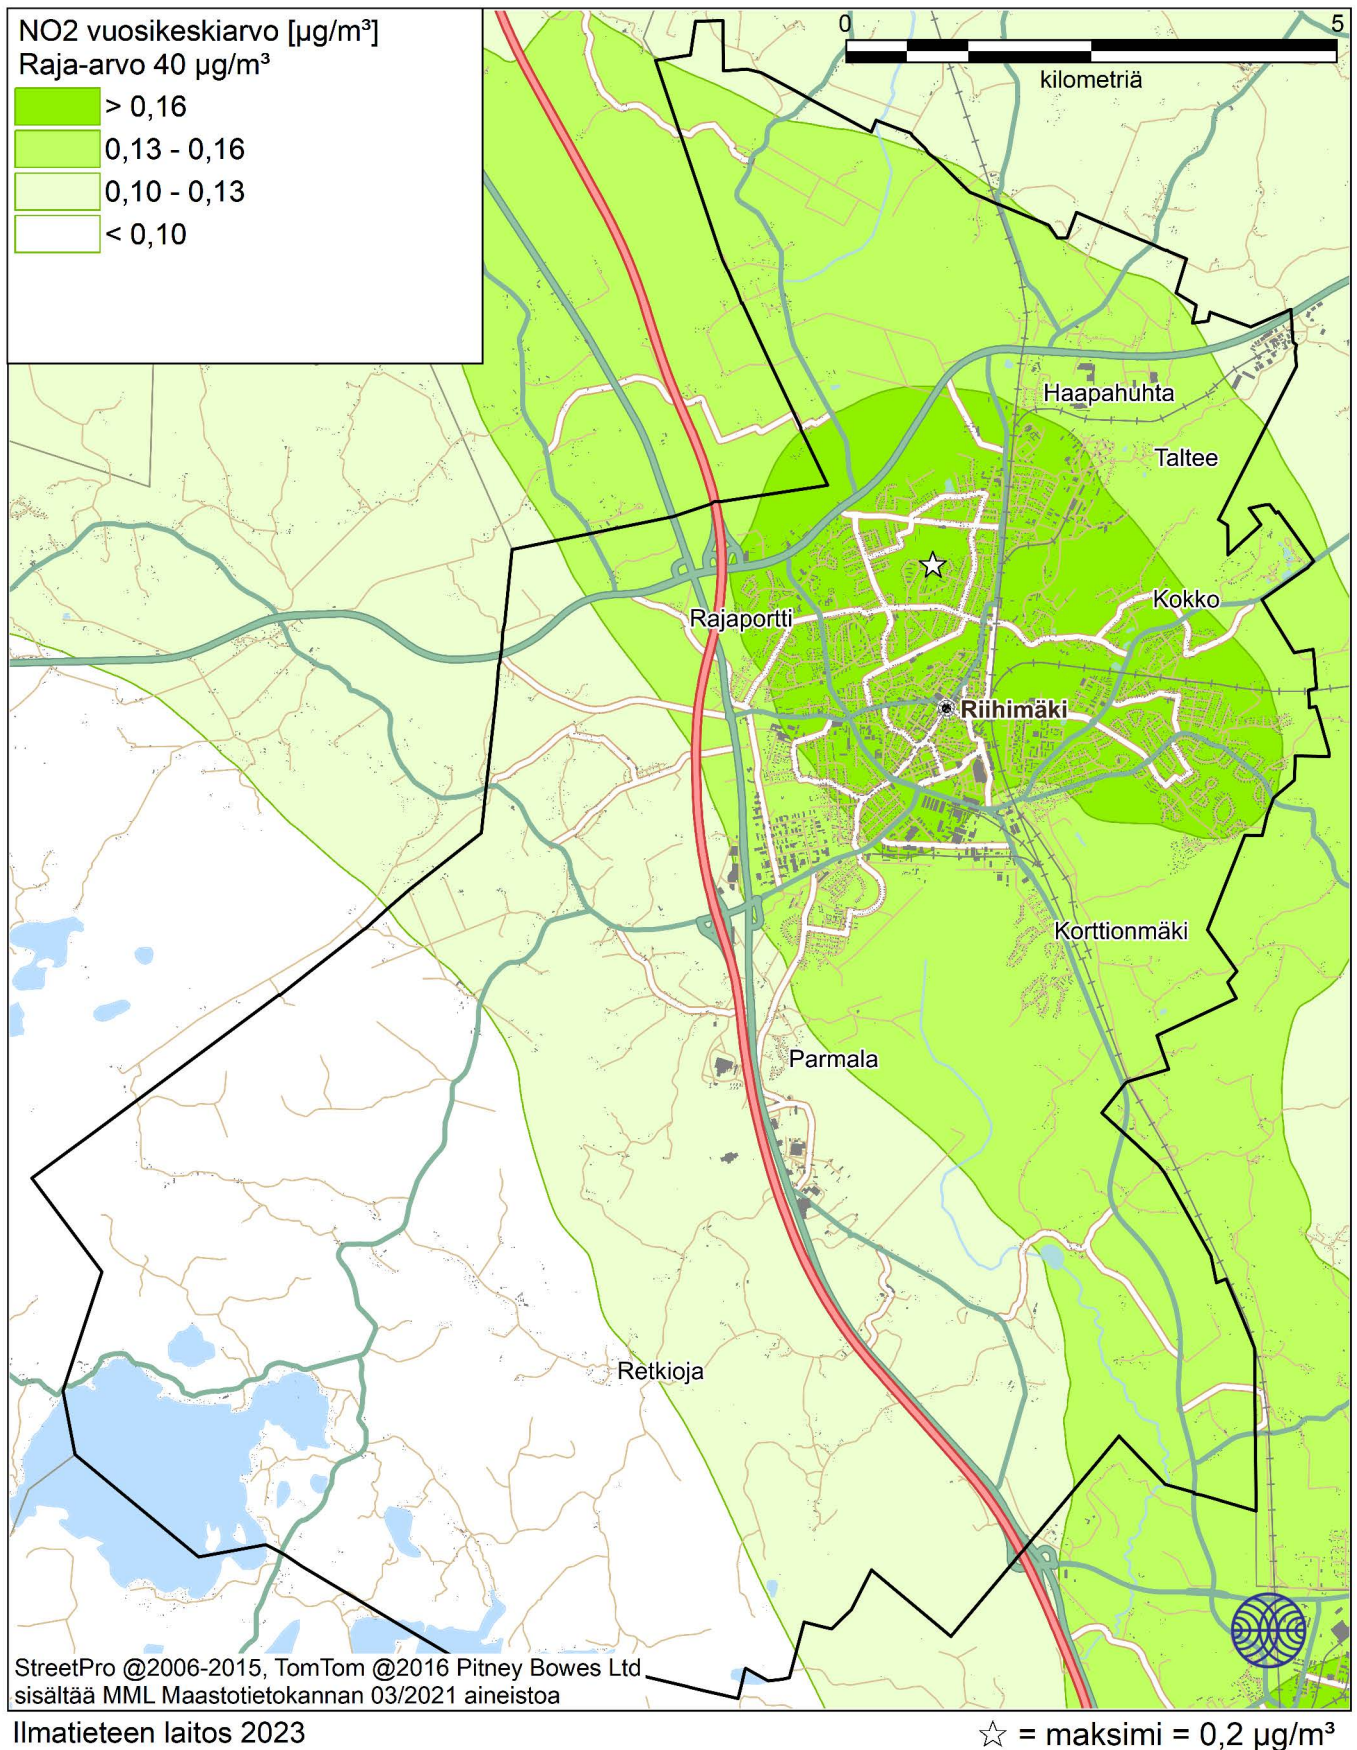 NO2 vuosikeskiarvo [µg/m³]
Raja-arvo 40 µg/m³
> 0,16
0,13 - 0,16
0,10 - 0,13
< 0,10
0 5
kilometriä
Haapahuhta
Taltee
Kokko
Rajaportti
Riihimäki
Korttionmäki
Parmala
Retkioja
StreetPro @2006-2015, TomTom @2016 Pitney Bowes Ltd
sisältää MML Maastotietokannan 03/2021 aineistoa
Ilmatieteen laitos 2023
☆ = maksimi = 0,2 µg/m³